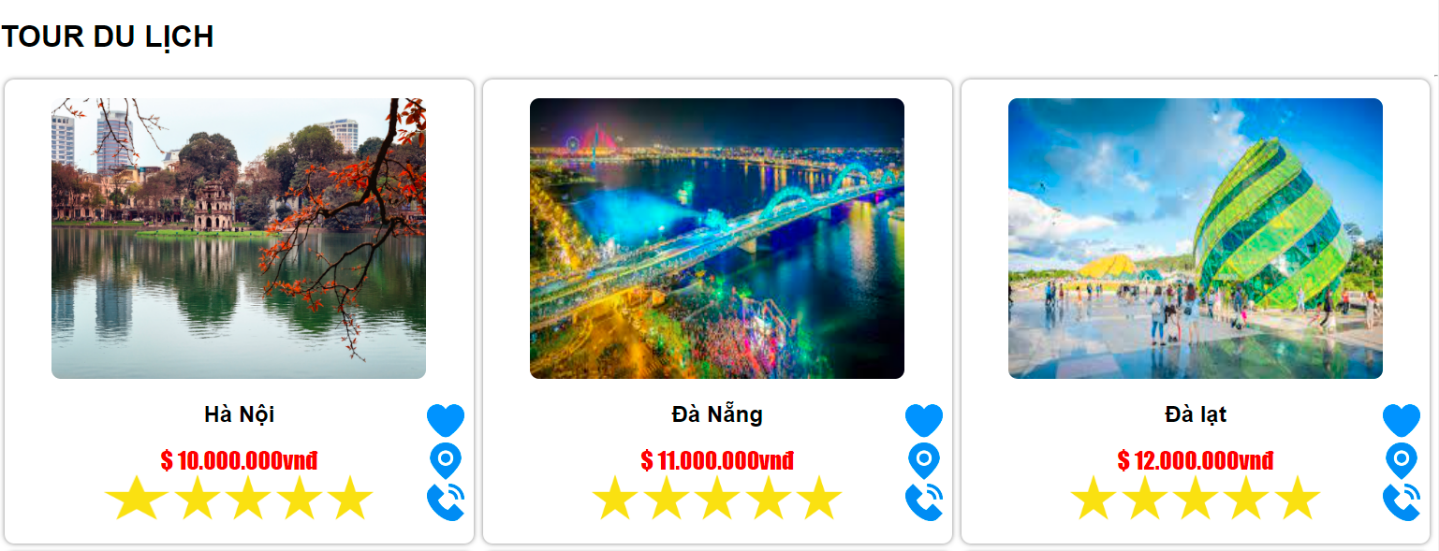 TOUR DU LỊCH
Hà Nội
$ 10.000.000vnđ
Đà Nẵng
$ 11.000.000vnđ
Đà lạt
$ 12.000.000vnđ